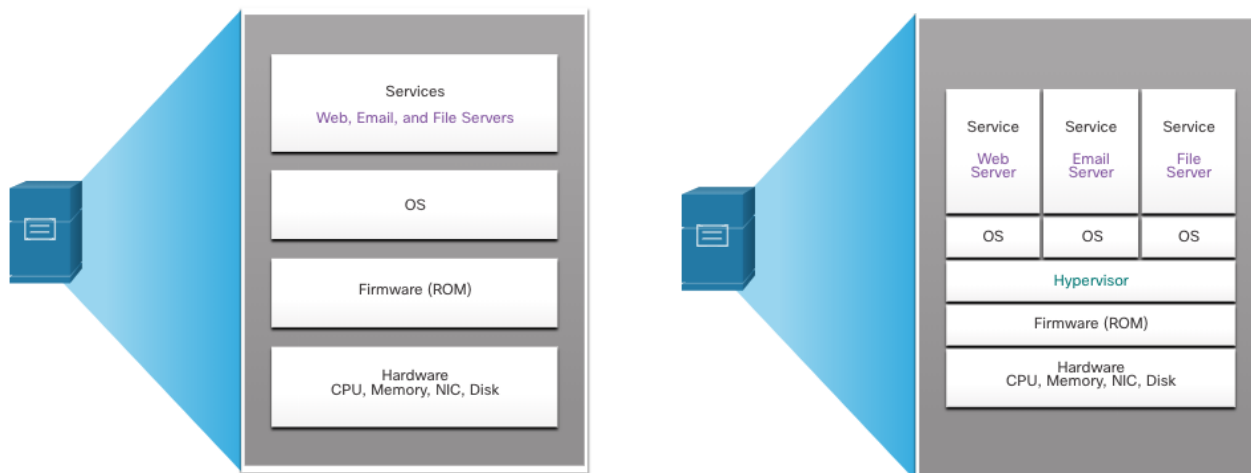 Services
Web, Email, and File Servers
OS
Firmware (ROM)
Hardware
CPU, Memory, NIC, Disk
Service
Web
Server
Service
Email
Server
Service
File
Server
OS
OS
OS
Hypervisor
Firmware (ROM)
Hardware
CPU, Memory, NIC, Disk